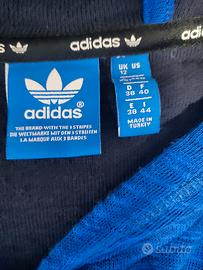 adidas
adidas
adidas
THE BRAND WITH THE 3 STRIPES
DIE WELTMARKE MIT DEN 3 STREIFEN
LA MARQUE AUX 3 BANDES
UK US
12
D F
38 40
E I
38 44
MADE IN
TURKEY
Subito